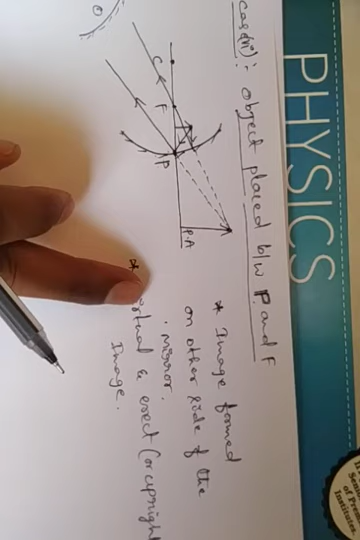 PHYSICS
case(vi): object placed b/w P and F
C
F
P
P.A
* Image formed
on other side of the
mirror.
* virtual & erect (or upright
Image.